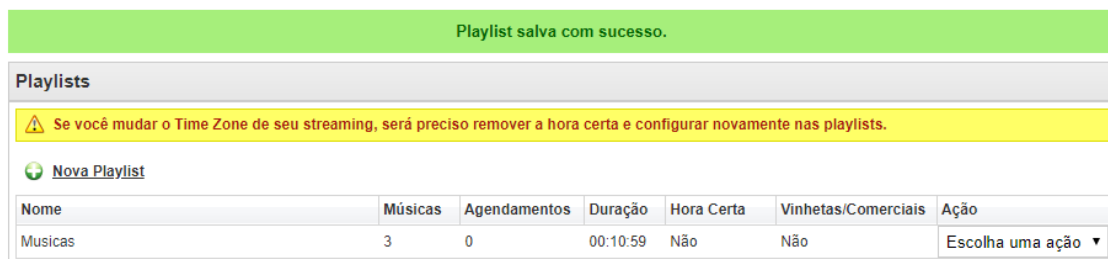 Playlist salva com sucesso.
Playlists
Se você mudar o Time Zone de seu streaming, será preciso remover a hora certa e configurar novamente nas playlists.
Nova Playlist
Nome Músicas Agendamentos Duração Hora Certa Vinhetas/Comerciais Ação
Musicas 3 0 00:10:59 Não Não Escolha uma ação